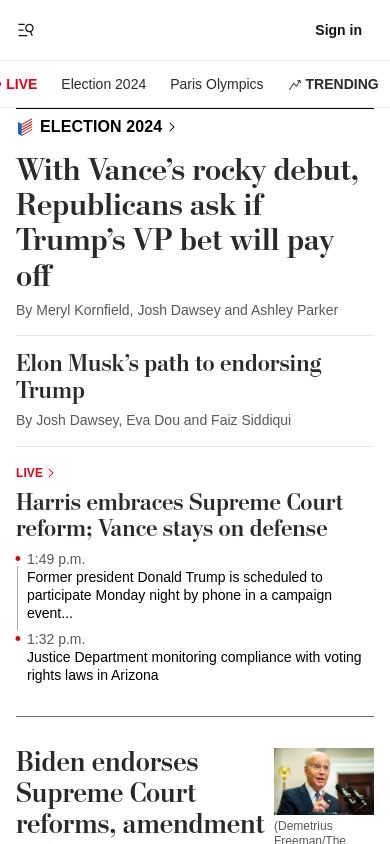 Sign in
LIVE Election 2024 Paris Olympics TRENDING
ELECTION 2024
With Vance’s rocky debut,
Republicans ask if
Trump’s VP bet will pay
off
By Meryl Kornfield, Josh Dawsey and Ashley Parker
Elon Musk’s path to endorsing
Trump
By Josh Dawsey, Eva Dou and Faiz Siddiqui
LIVE
Harris embraces Supreme Court
reform; Vance stays on defense
1:49 p.m.
Former president Donald Trump is scheduled to
participate Monday night by phone in a campaign
event...
1:32 p.m.
Justice Department monitoring compliance with voting
rights laws in Arizona
Biden endorses
Supreme Court
reforms, amendment
(Demetrius
Freeman/The